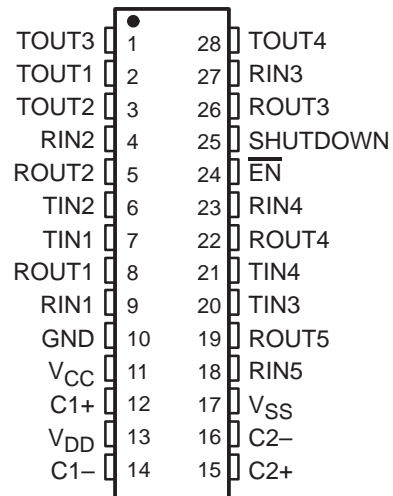 TOUT3 1 28 TOUT4
TOUT1 2 27 RIN3
TOUT2 3 26 ROUT3
RIN2 4 25 SHUTDOWN
ROUT2 5 24 E̅N̅
TIN2 6 23 RIN4
TIN1 7 22 ROUT4
ROUT1 8 21 TIN4
RIN1 9 20 TIN3
GND 10 19 ROUT5
VCC 11 18 RIN5
C1+ 12 17 VSS
VDD 13 16 C2–
C1– 14 15 C2+